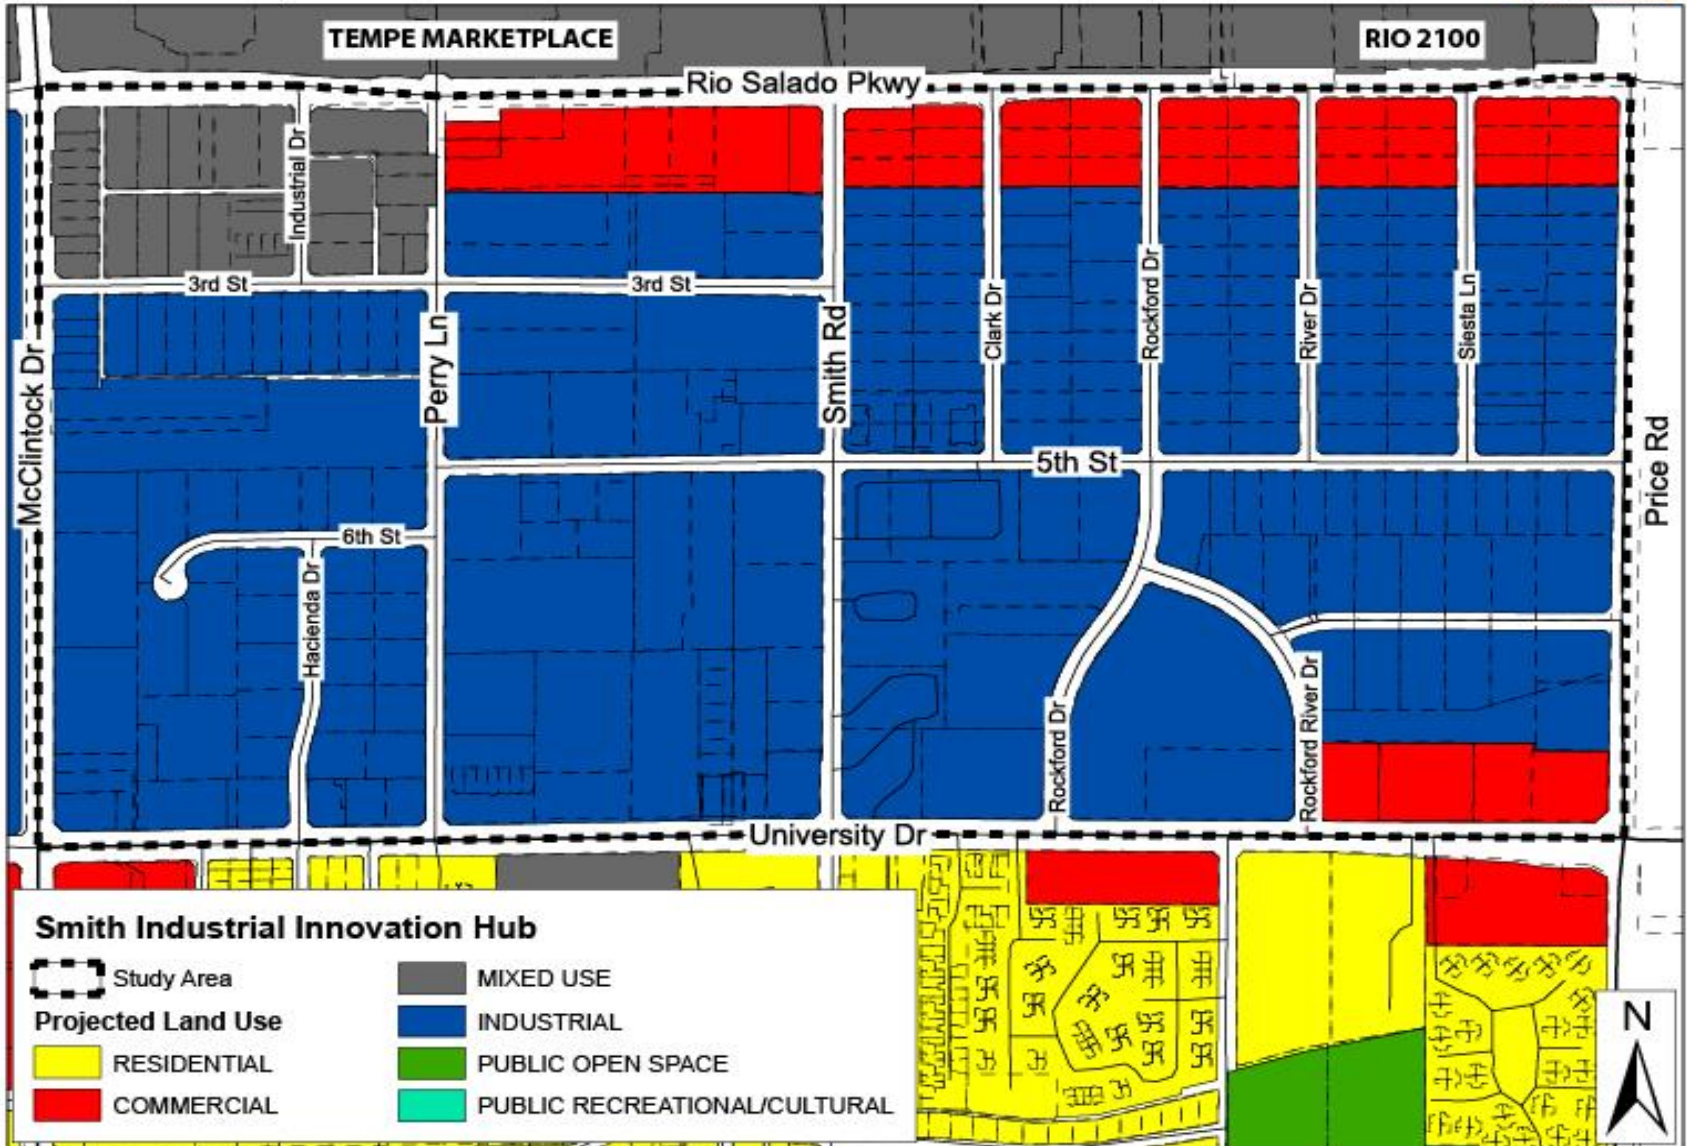 TEMPE MARKETPLACE
RIO 2100
Rio Salado Pkwy
Industrial Dr
3rd St
3rd St
McClintock Dr
Perry Ln
Smith Rd
Clark Dr
Rockford Dr
River Dr
Siesta Ln
Price Rd
5th St
6th St
Hacienda Dr
Rockford Dr
Rockford River Dr
University Dr
Smith Industrial Innovation Hub
Study Area
Projected Land Use
RESIDENTIAL
COMMERCIAL
MIXED USE
INDUSTRIAL
PUBLIC OPEN SPACE
PUBLIC RECREATIONAL/CULTURAL
N